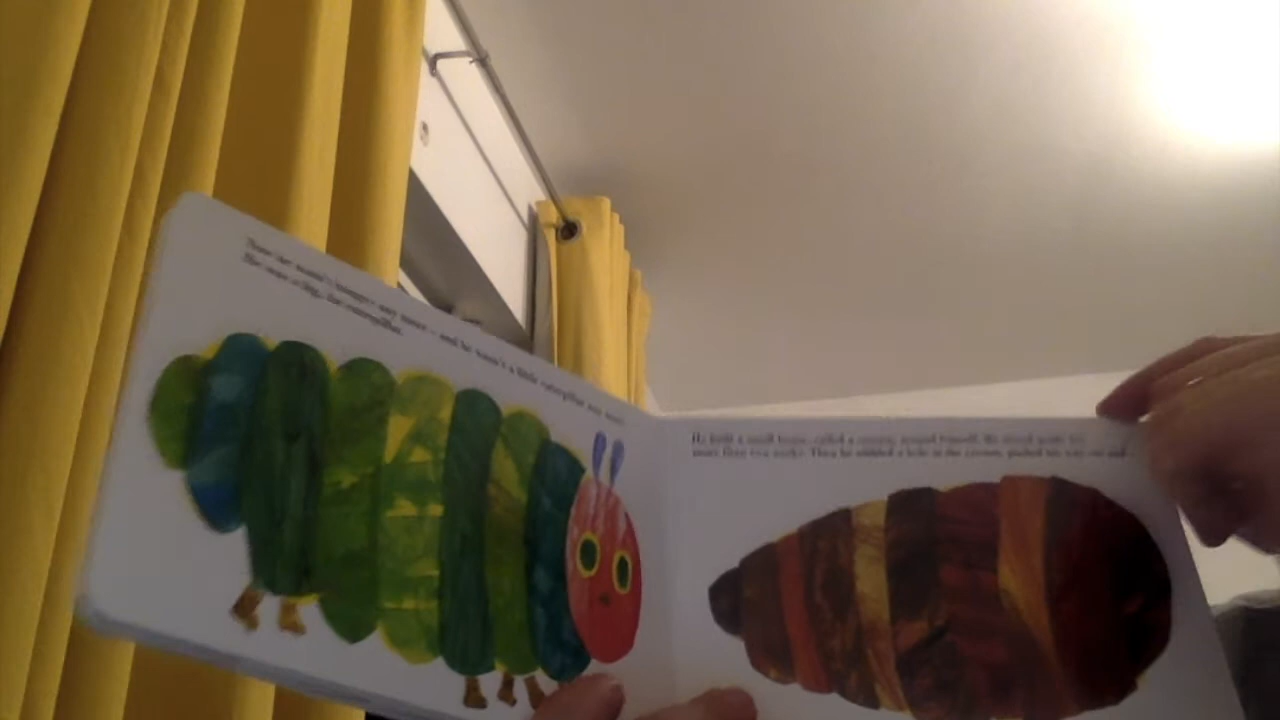 Now he wasn't hungry any more – and he wasn't a little caterpillar any more.
He was a big, fat caterpillar.
He built a small house, called a cocoon, around himself. He stayed inside for
more than two weeks. Then he nibbled a hole in the cocoon, pushed his way out and